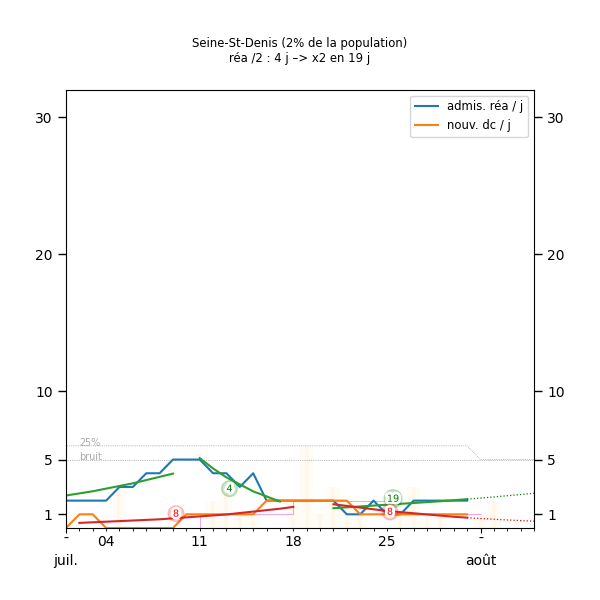 Seine-St-Denis (2% de la population)
réa /2 : 4 j –> x2 en 19 j
admis. réa / j
nouv. dc / j
30 30
20 20
10 10
25%
bruit
5 5
4
19
8 8
1 1
- 04 11 18 25 -
juil. août